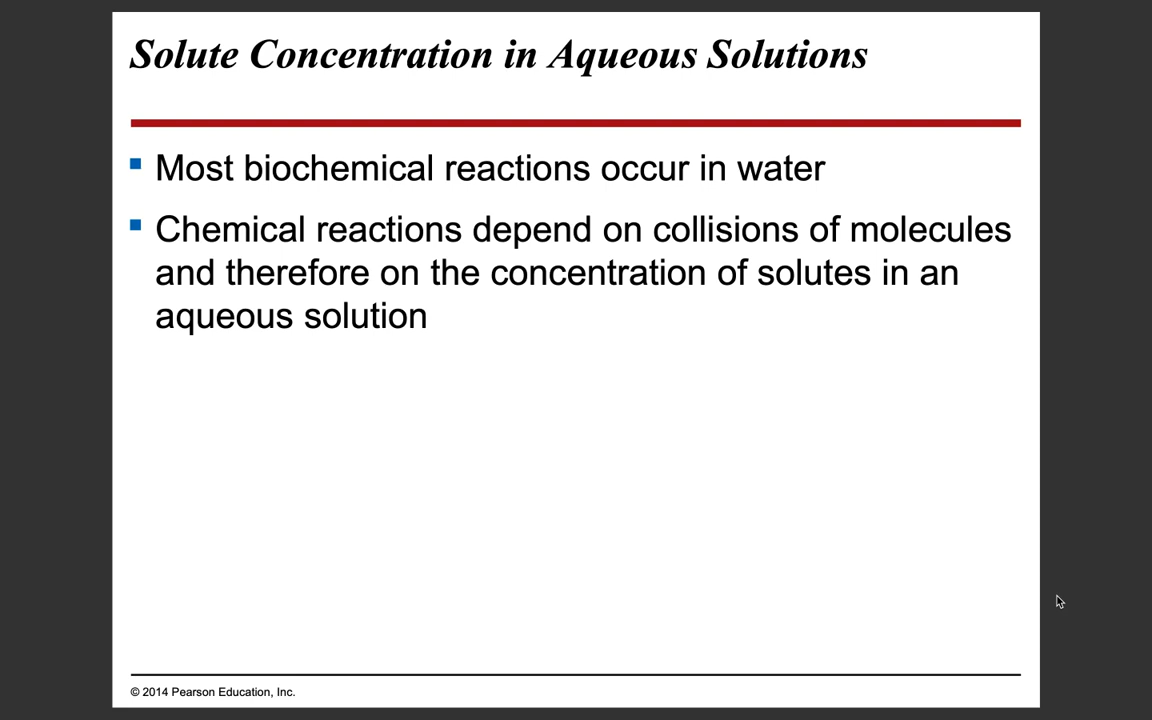 Solute Concentration in Aqueous Solutions
Most biochemical reactions occur in water
Chemical reactions depend on collisions of molecules
and therefore on the concentration of solutes in an
aqueous solution
© 2014 Pearson Education, Inc.